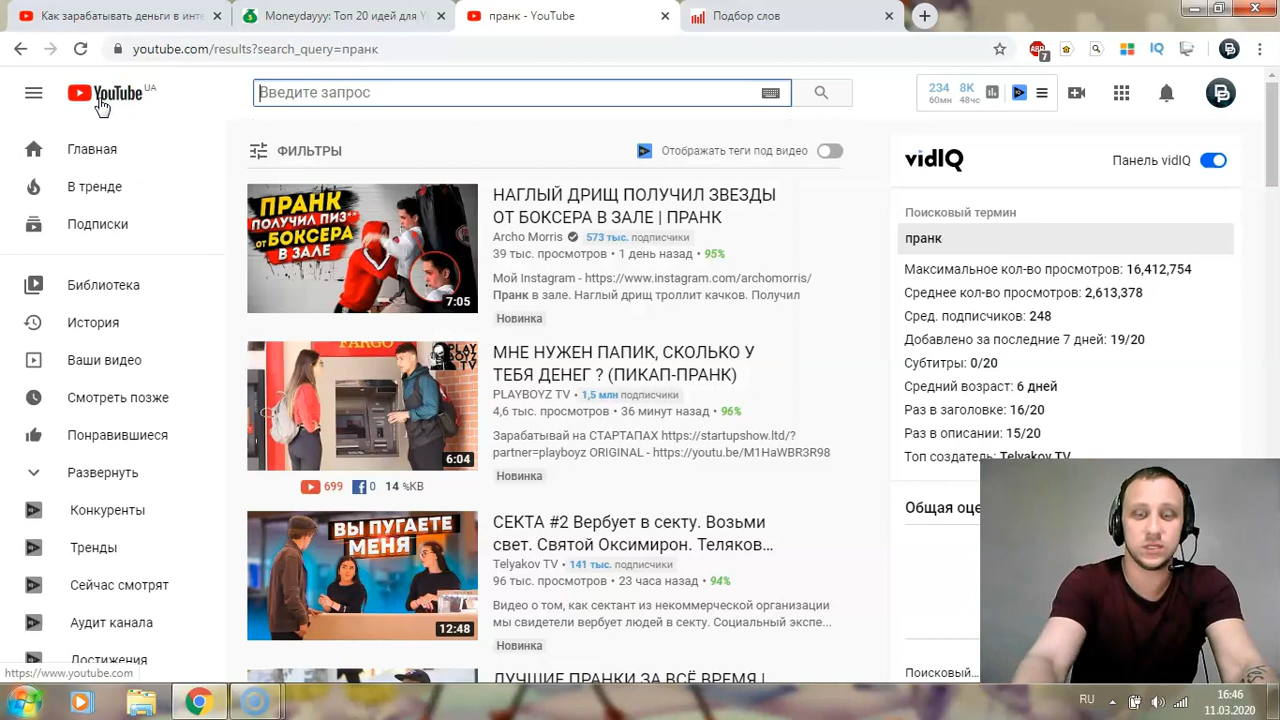 Как зарабатывать деньги в инте
Moneydayyy: Топ 20 идей для Y
пранк - YouTube
Подбор слов
youtube.com/results?search_query=пранк
ABP
7
IQ
YouTube
UA
Введите запрос
234
60мн
8K
48чс
Главная
В тренде
Подписки
Библиотека
История
Ваши видео
Смотреть позже
Понравившиеся
Развернуть
Конкуренты
Тренды
Сейчас смотрят
Аудит канала
Достижения
https://www.youtube.com
ФИЛЬТРЫ
Отображать теги под видео
ПРАНК
ПОЛУЧИЛ ПИЗ**
ОТ БОКСЕРА
В ЗАЛЕ
7:05
НАГЛЫЙ ДРИЩ ПОЛУЧИЛ ЗВЕЗДЫ
ОТ БОКСЕРА В ЗАЛЕ | ПРАНК
Archo Morris 573 тыс. подписчики
39 тыс. просмотров • 1 день назад • 95%
Мой Instagram - https://www.instagram.com/archomorris/
Пранк в зале. Наглый дрищ троллит качков. Получил
Новинка
FARGO
PLAY
BOYZ
TV
6:04
МНЕ НУЖЕН ПАПИК, СКОЛЬКО У
ТЕБЯ ДЕНЕГ ? (ПИКАП-ПРАНК)
PLAYBOYZ TV • 1,5 млн подписчики
4,6 тыс. просмотров • 36 минут назад • 96%
Зарабатывай на СТАРТАПАХ https://startupshow.ltd/?
partner=playboyz ORIGINAL - https://youtu.be/M1HaWBR3R98
Новинка
699 0 14 %KB
ВЫ ПУГАЕТЕ
МЕНЯ
12:48
СЕКТА #2 Вербует в секту. Возьми
свет. Святой Оксимирон. Теляков...
Telyakov TV • 141 тыс. подписчики
96 тыс. просмотров • 23 часа назад • 94%
Видео о том, как сектант из некоммерческой организации
мы свидетели вербует людей в секту. Социальный экспе...
Новинка
ЛУЧШИЕ ПРАНКИ ЗА ВСЁ ВРЕМЯ |
vidIQ
Панель vidIQ
Поисковый термин
пранк
Максимальное кол-во просмотров: 16,412,754
Среднее кол-во просмотров: 2,613,378
Сред. подписчиков: 248
Добавлено за последние 7 дней: 19/20
Субтитры: 0/20
Средний возраст: 6 дней
Раз в заголовке: 16/20
Раз в описании: 15/20
Топ создатель: Telyakov TV
Общая оце
Поисковый...
RU
16:46
11.03.2020